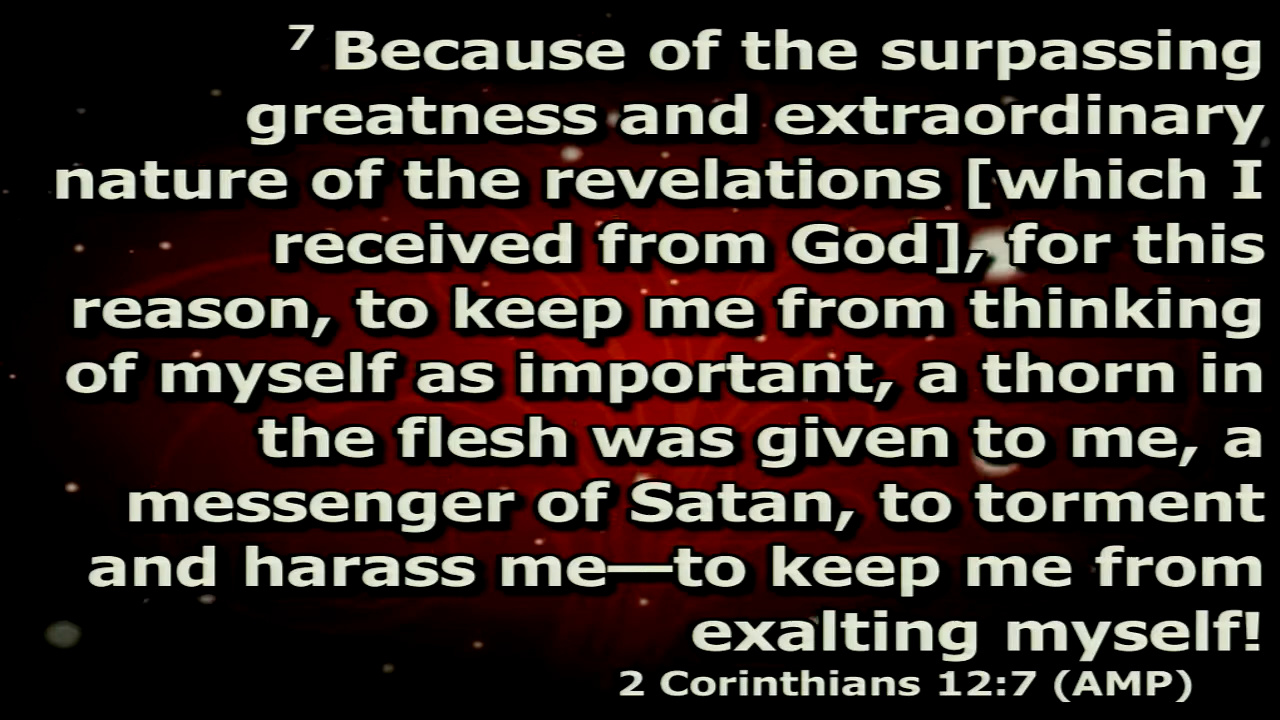 7 Because of the surpassing
greatness and extraordinary
nature of the revelations [which I
received from God], for this
reason, to keep me from thinking
of myself as important, a thorn in
the flesh was given to me, a
messenger of Satan, to torment
and harass me—to keep me from
exalting myself!
2 Corinthians 12:7 (AMP)